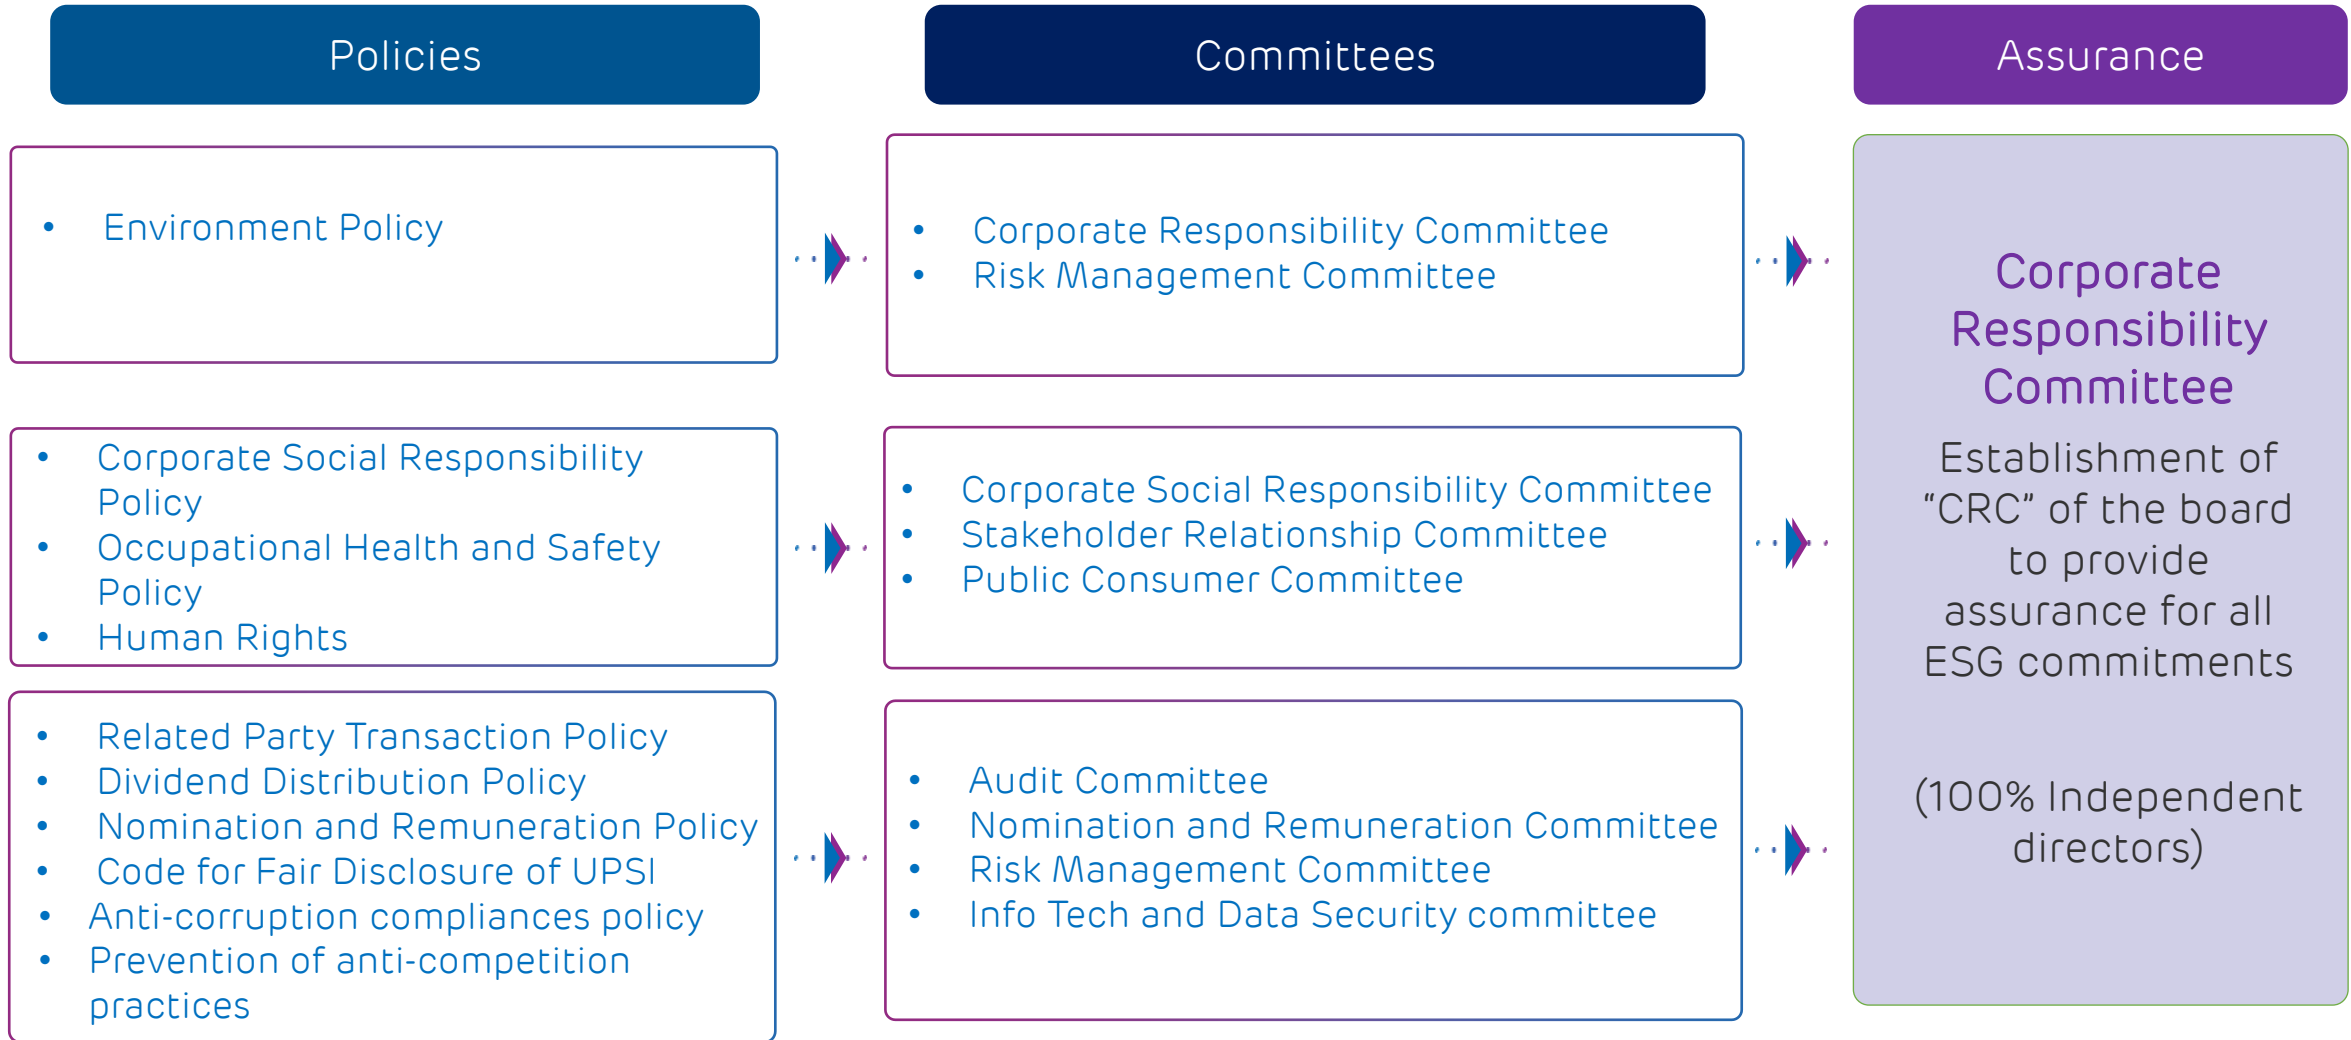 Policies
Committees
Assurance
• Environment Policy
• Corporate Responsibility Committee
• Risk Management Committee
• Corporate Social Responsibility
Policy
• Occupational Health and Safety
Policy
• Human Rights
• Corporate Social Responsibility Committee
• Stakeholder Relationship Committee
• Public Consumer Committee
• Related Party Transaction Policy
• Dividend Distribution Policy
• Nomination and Remuneration Policy
• Code for Fair Disclosure of UPSI
• Anti-corruption compliances policy
• Prevention of anti-competition
practices
• Audit Committee
• Nomination and Remuneration Committee
• Risk Management Committee
• Info Tech and Data Security committee
Corporate
Responsibility
Committee
Establishment of
“CRC” of the board
to provide
assurance for all
ESG commitments
(100% Independent
directors)